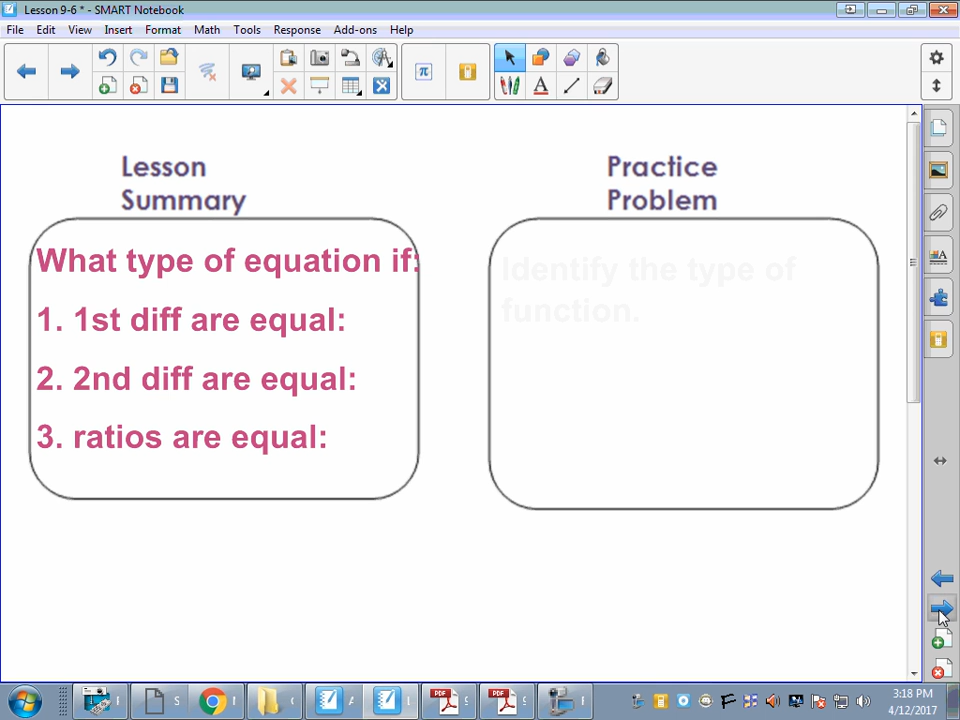 Lesson 9-6 * - SMART Notebook
File Edit View Insert Format Math Tools Response Add-ons Help
Lesson
Summary
What type of equation if:
1. 1st diff are equal:
2. 2nd diff are equal:
3. ratios are equal:
Practice
Problem
Identify the type of
function.
3:18 PM
4/12/2017